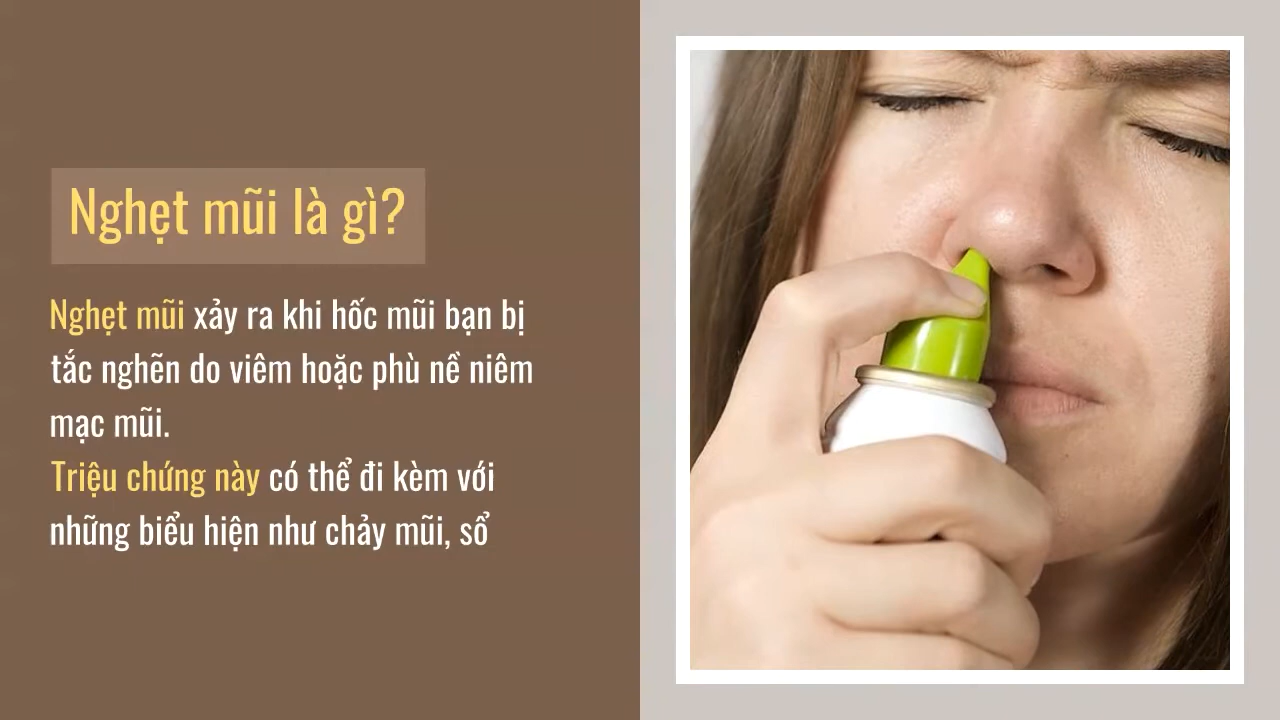 Nghẹt mũi là gì?
Nghẹt mũi xảy ra khi hốc mũi bạn bị
tắc nghẽn do viêm hoặc phù nề niêm
mạc mũi.
Triệu chứng này có thể đi kèm với
những biểu hiện như chảy mũi, sổ